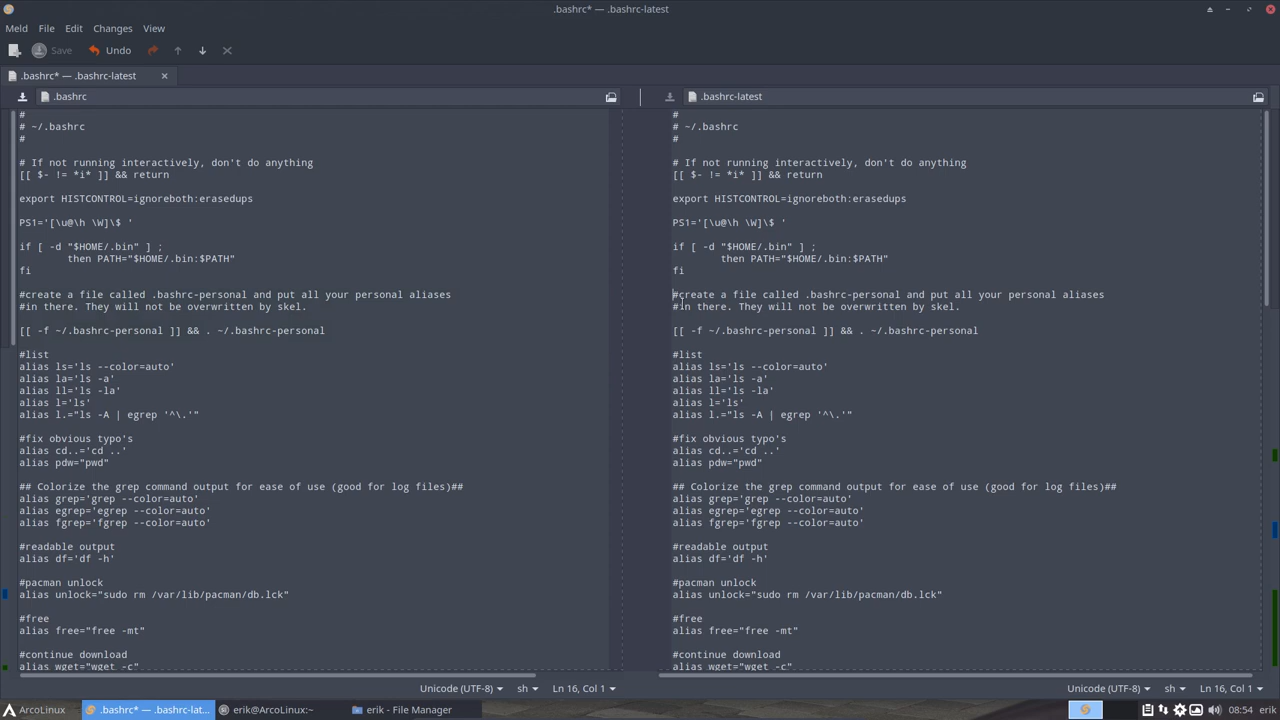 .bashrc* — .bashrc-latest
Meld File Edit Changes View
Save Undo
.bashrc* — .bashrc-latest
.bashrc
#
# ~/.bashrc
#
# If not running interactively, don't do anything
[[ $- != *i* ]] && return
export HISTCONTROL=ignoreboth:erasedups
PS1='[\u@\h \W]\$ '
if [ -d "$HOME/.bin" ] ;
then PATH="$HOME/.bin:$PATH"
fi
#create a file called .bashrc-personal and put all your personal aliases
#in there. They will not be overwritten by skel.
[[ -f ~/.bashrc-personal ]] && . ~/.bashrc-personal
#list
alias ls='ls --color=auto'
alias la='ls -a'
alias ll='ls -la'
alias l='ls'
alias l.="ls -A | egrep '^\.'"
#fix obvious typo's
alias cd..='cd ..'
alias pdw="pwd"
## Colorize the grep command output for ease of use (good for log files)##
alias grep='grep --color=auto'
alias egrep='egrep --color=auto'
alias fgrep='fgrep --color=auto'
#readable output
alias df='df -h'
#pacman unlock
alias unlock="sudo rm /var/lib/pacman/db.lck"
#free
alias free="free -mt"
#continue download
alias wget="wget -c"
Unicode (UTF-8) sh Ln 16, Col 1
.bashrc-latest
#
# ~/.bashrc
#
# If not running interactively, don't do anything
[[ $- != *i* ]] && return
export HISTCONTROL=ignoreboth:erasedups
PS1='[\u@\h \W]\$ '
if [ -d "$HOME/.bin" ] ;
then PATH="$HOME/.bin:$PATH"
fi
#create a file called .bashrc-personal and put all your personal aliases
#in there. They will not be overwritten by skel.
[[ -f ~/.bashrc-personal ]] && . ~/.bashrc-personal
#list
alias ls='ls --color=auto'
alias la='ls -a'
alias ll='ls -la'
alias l='ls'
alias l.="ls -A | egrep '^\.'"
#fix obvious typo's
alias cd..='cd ..'
alias pdw="pwd"
## Colorize the grep command output for ease of use (good for log files)##
alias grep='grep --color=auto'
alias egrep='egrep --color=auto'
alias fgrep='fgrep --color=auto'
#readable output
alias df='df -h'
#pacman unlock
alias unlock="sudo rm /var/lib/pacman/db.lck"
#free
alias free="free -mt"
#continue download
alias wget="wget -c"
Unicode (UTF-8) sh Ln 16, Col 1
ArcoLinux .bashrc* — .bashrc-lat... erik@ArcoLinux:~ erik - File Manager 08:54 erik